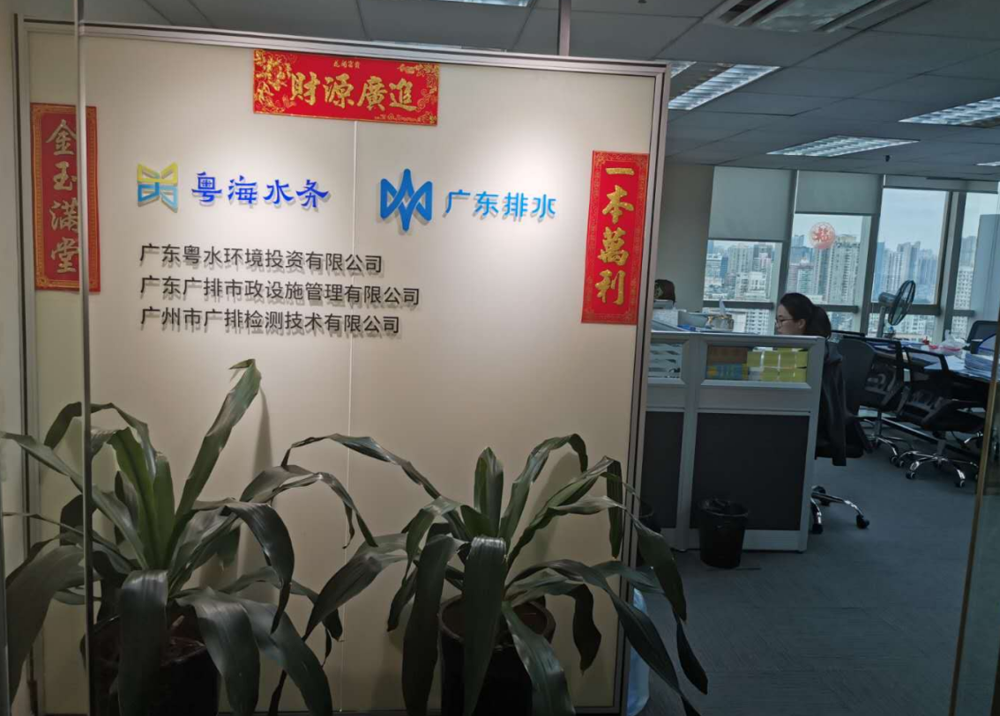 財源廣進
金玉满堂
一本萬利
粤海水务
广东排水
广东粤水环境投资有限公司
广东广排市政设施管理有限公司
广州市广排检测技术有限公司